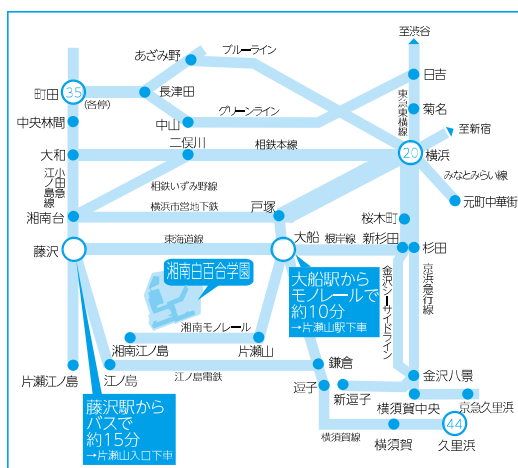 至渋谷
ブルーライン
あざみ野
日吉
町田
35
(各停)
長津田
グリーンライン
東急東横線
菊名
至新宿
中央林間
中山
二俣川
相鉄本線
大和
20
横浜
小田急
江ノ島線
相鉄いずみ野線
みなとみらい線
元町中華街
湘南台
横浜市営地下鉄
戸塚
桜木町
藤沢
東海道線
大船
根岸線
新杉田
杉田
湘南白百合学園
大船駅から
モノレールで
約10分
→片瀬山駅下車
金沢シーサイドライン
京浜急行線
湘南モノレール
湘南江ノ島
片瀬山
片瀬江ノ島
江ノ島
江ノ島電鉄
鎌倉
金沢八景
逗子
新逗子
横須賀中央
京急久里浜
藤沢駅から
バスで
約15分
→片瀬山入口下車
横須賀線
横須賀
44
久里浜